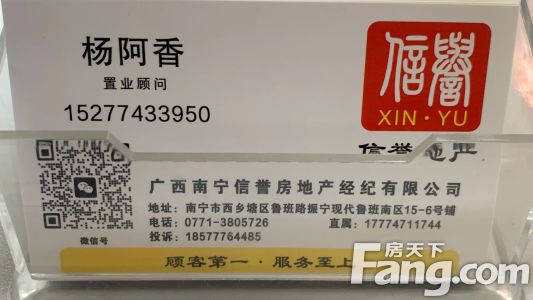 杨阿香
置业顾问
15277433950
信誉
XIN·YU
信誉地产
广西南宁信誉房地产经纪有限公司
地址：南宁市西乡塘区鲁班路振宁现代鲁班南区15-6号铺
电话：0771-3805726 直属：17774711744
投诉：18577764485
微信号
顾客第一·服务至上
房天下
Fang.com